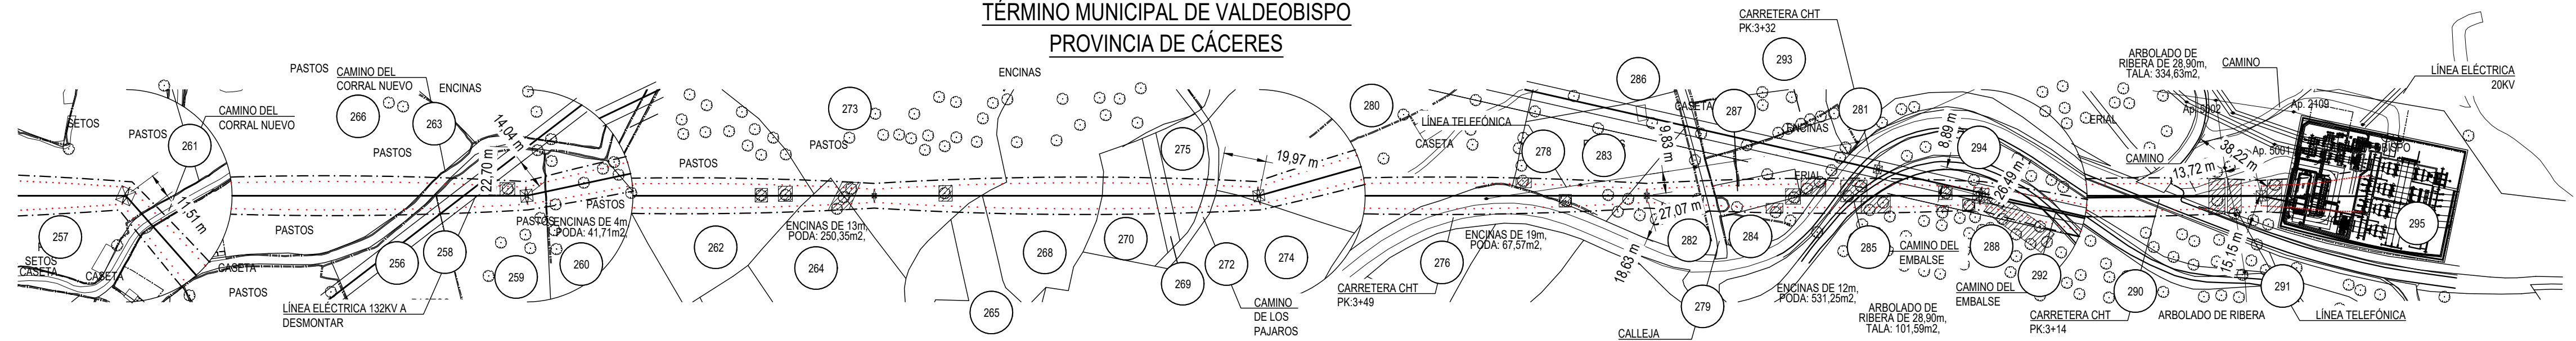 TÉRMINO MUNICIPAL DE VALDEOBISPO
PROVINCIA DE CÁCERES
SETOS
PASTOS
261
CAMINO DEL
CORRAL NUEVO
PASTOS
CAMINO DEL
CORRAL NUEVO
266
263
ENCINAS
PASTOS
14,04 m
22,70 m
11,51 m
257
SETOS
CASETA
CASETA
CASETA
PASTOS
PASTOS
256
258
LÍNEA ELÉCTRICA 132KV A
DESMONTAR
259
260
PASTOS
PASTOS
ENCINAS DE 4m,
PODA: 41,71m2,
PASTOS
262
273
PASTOS
ENCINAS DE 13m,
PODA: 250,35m2,
264
ENCINAS
265
268
270
275
269
272
274
CAMINO
DE LOS
PAJAROS
19,97 m
280
CARRETERA CHT
PK:3+49
276
LÍNEA TELEFÓNICA
CASETA
ENCINAS DE 19m,
PODA: 67,57m2,
278
283
286
CASETA
287
9,83 m
27,07 m
18,63 m
282
284
279
CALLEJA
CARRETERA CHT
PK:3+32
293
281
ENCINAS
ERIAL
8,89 m
294
26,49 m
285
CAMINO DEL
EMBALSE
288
ENCINAS DE 12m,
PODA: 531,25m2,
ARBOLADO DE
RIBERA DE 28,90m,
TALA: 101,59m2,
CAMINO DEL
EMBALSE
292
CARRETERA CHT
PK:3+14
290
ARBOLADO DE RIBERA
291
LÍNEA TELEFÓNICA
15,15 m
ARBOLADO DE
RIBERA DE 28,90m,
TALA: 334,63m2,
CAMINO
Ap. 5002
Ap. 2109
ERIAL
CAMINO
13,72 m
38,22 m
Ap. 5001
LÍNEA ELÉCTRICA
20KV
295